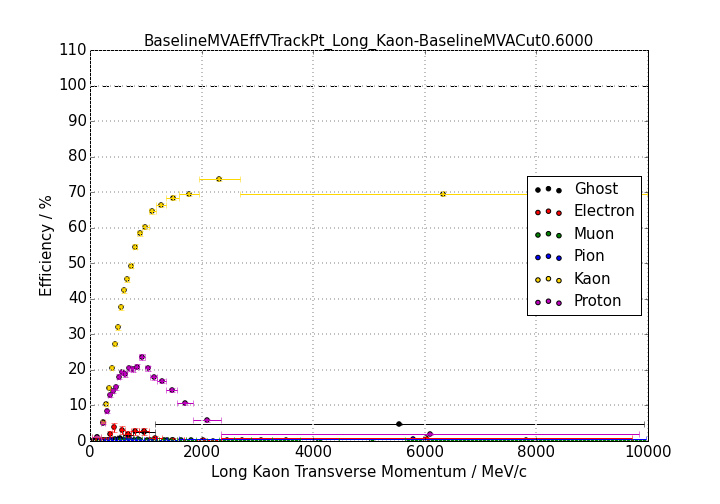 BaselineMVAEffVTrackPt_Long_Kaon-BaselineMVACut0.6000
110
100
90
80
70
60
50
40
30
20
10
0
Efficiency / %
Ghost
Electron
Muon
Pion
Kaon
Proton
0 2000 4000 6000 8000 10000
Long Kaon Transverse Momentum / MeV/c